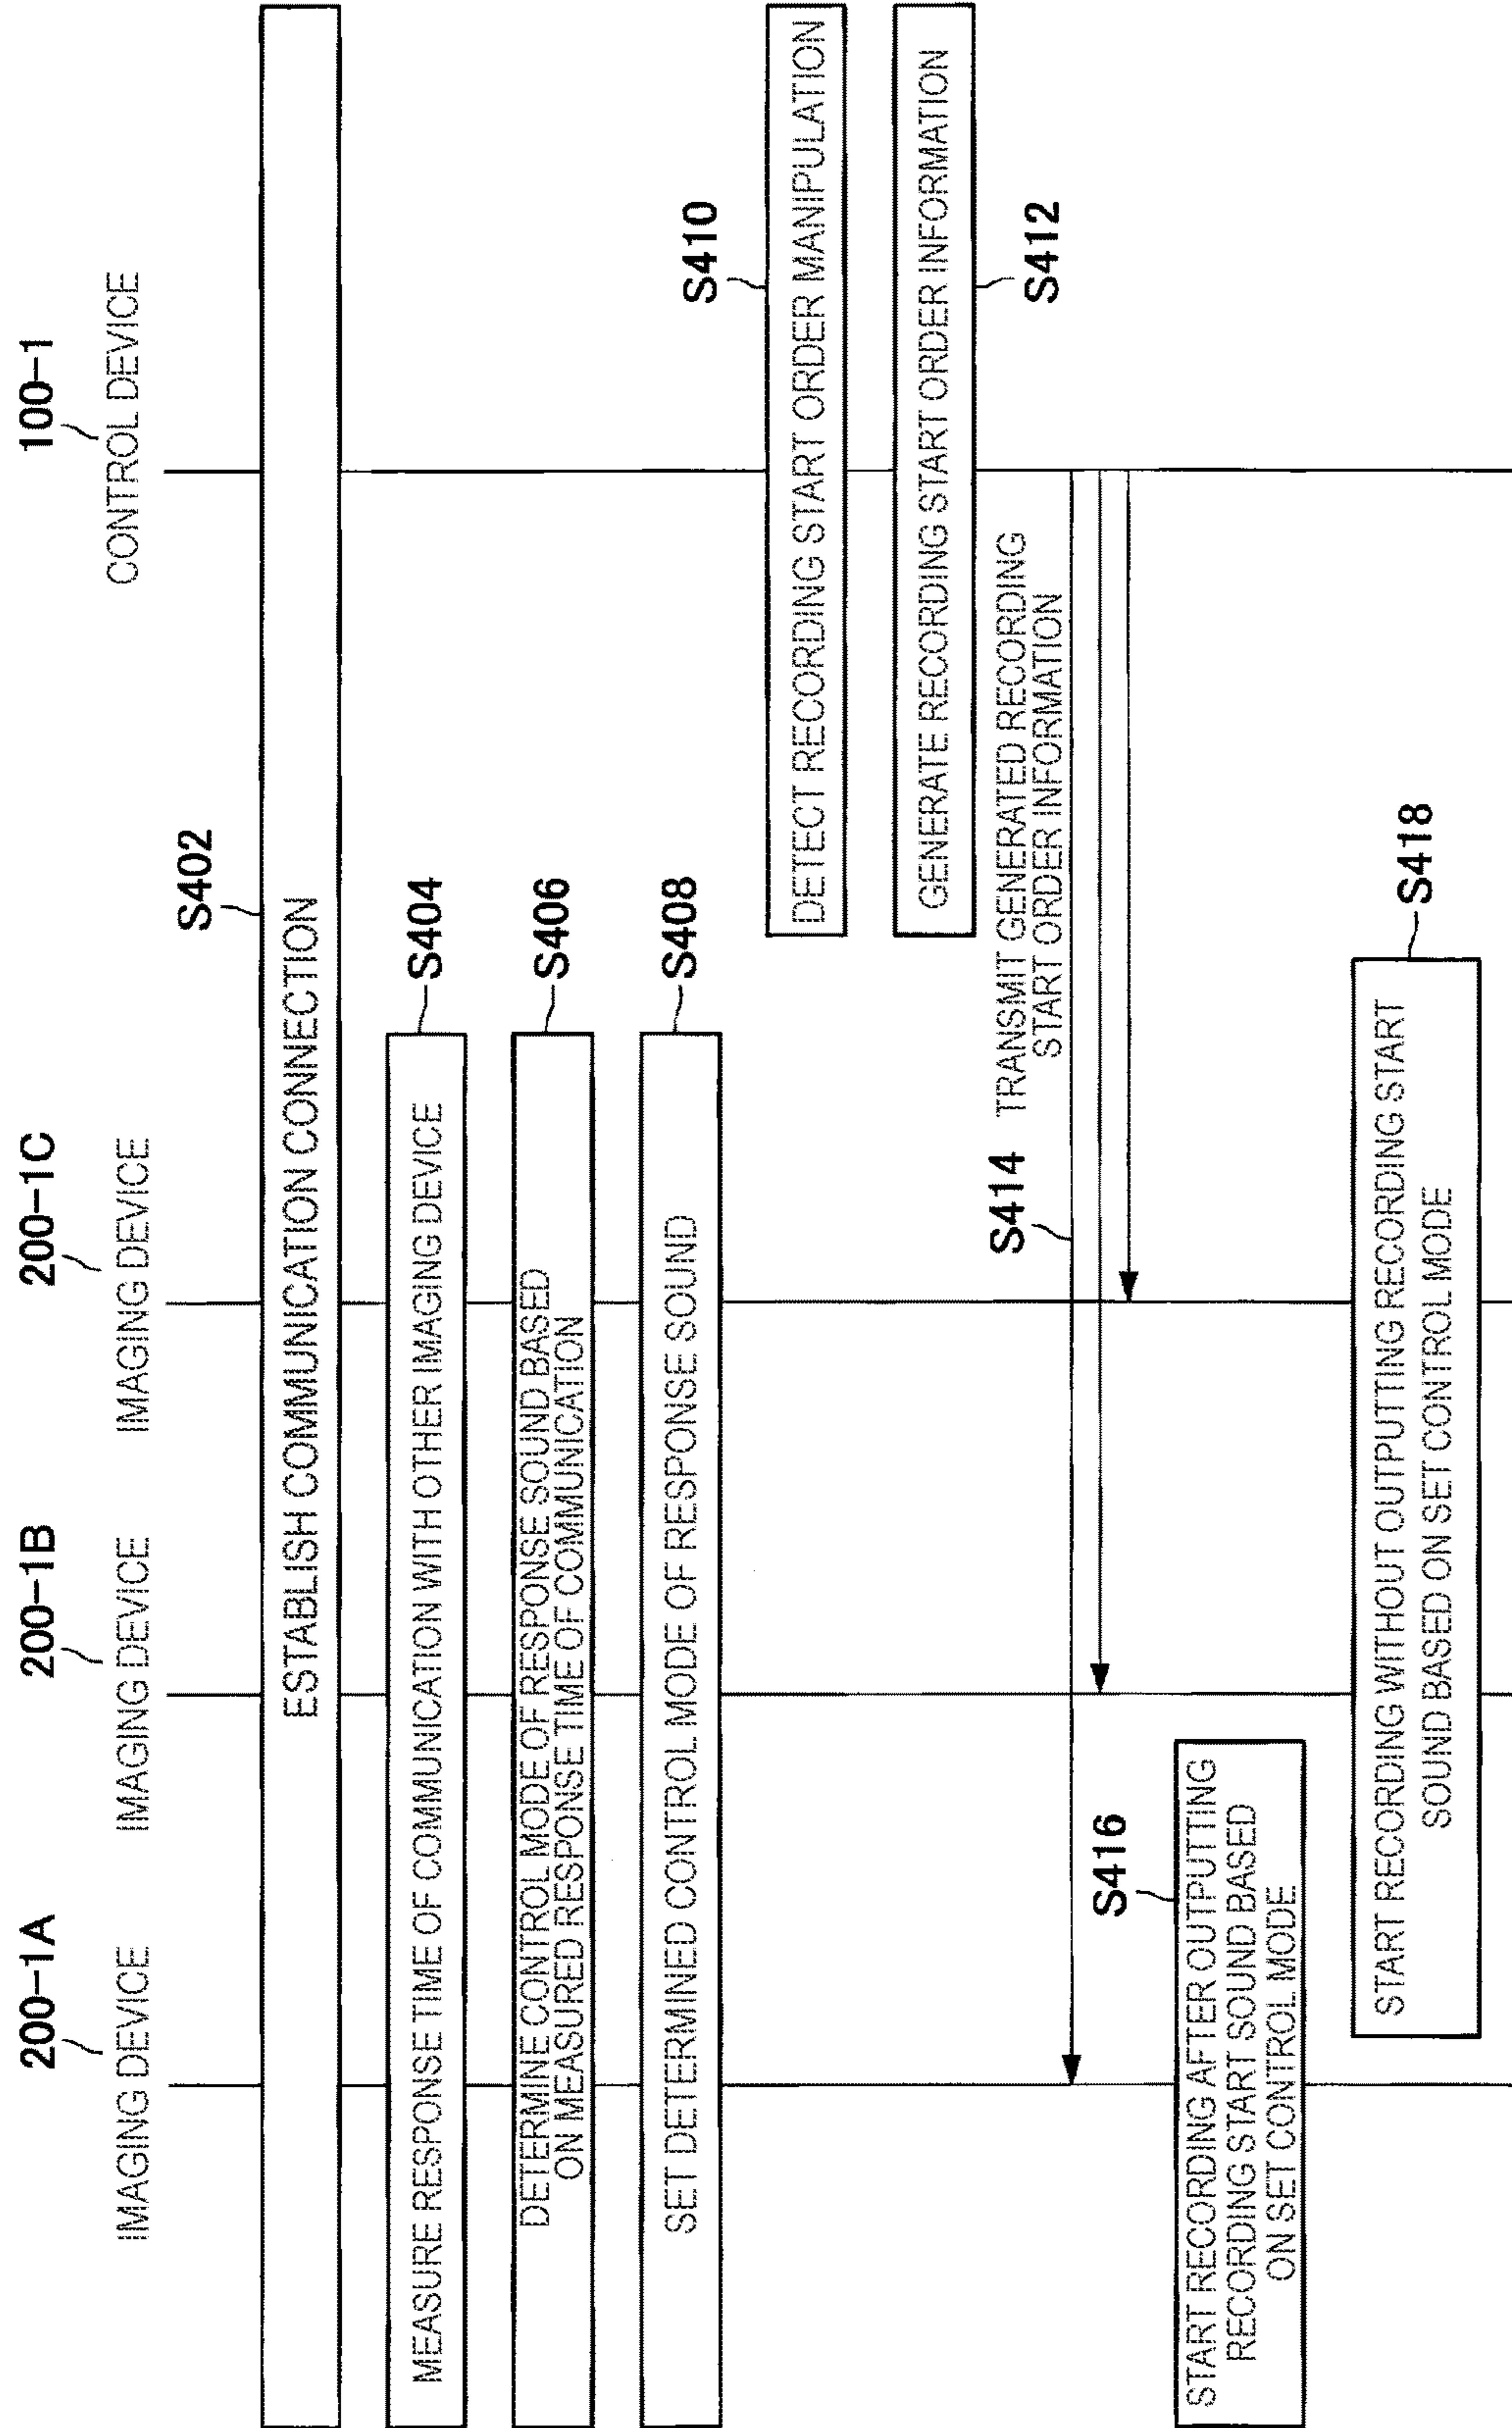 200-1A
IMAGING DEVICE
200-1B
IMAGING DEVICE
200-1C
IMAGING DEVICE
100-1
CONTROL DEVICE
S402
ESTABLISH COMMUNICATION CONNECTION
MEASURE RESPONSE TIME OF COMMUNICATION WITH OTHER IMAGING DEVICE
S404
DETERMINE CONTROL MODE OF RESPONSE SOUND BASED
ON MEASURED RESPONSE TIME OF COMMUNICATION
S406
SET DETERMINED CONTROL MODE OF RESPONSE SOUND
S408
S410
DETECT RECORDING START ORDER MANIPULATION
GENERATE RECORDING START ORDER INFORMATION
S412
S414
TRANSMIT GENERATED RECORDING
START ORDER INFORMATION
S416
START RECORDING AFTER OUTPUTTING
RECORDING START SOUND BASED
ON SET CONTROL MODE
START RECORDING WITHOUT OUTPUTTING RECORDING START
SOUND BASED ON SET CONTROL MODE
S418